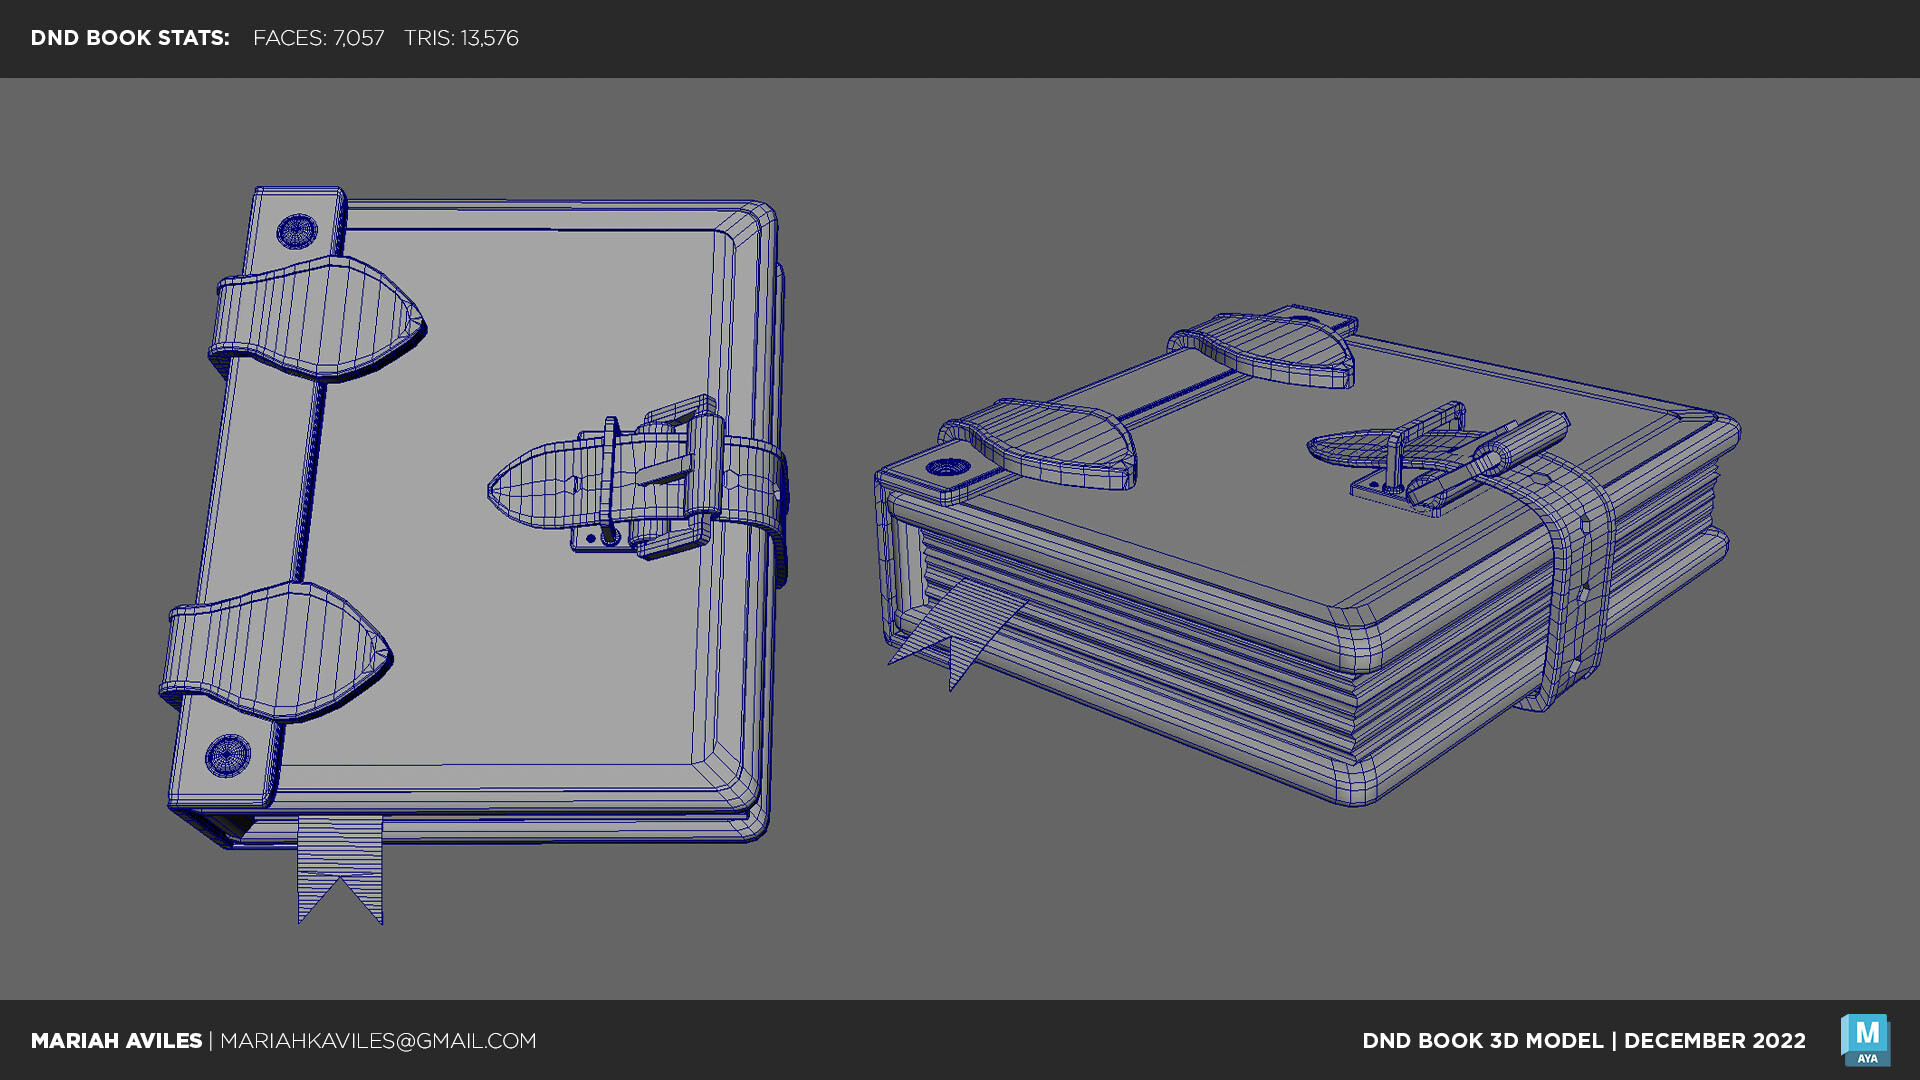 DND BOOK STATS: FACES: 7,057 TRIS: 13,576
MARIAH AVILES | MARIAHKAVILES@GMAIL.COM
DND BOOK 3D MODEL | DECEMBER 2022
M
AYA